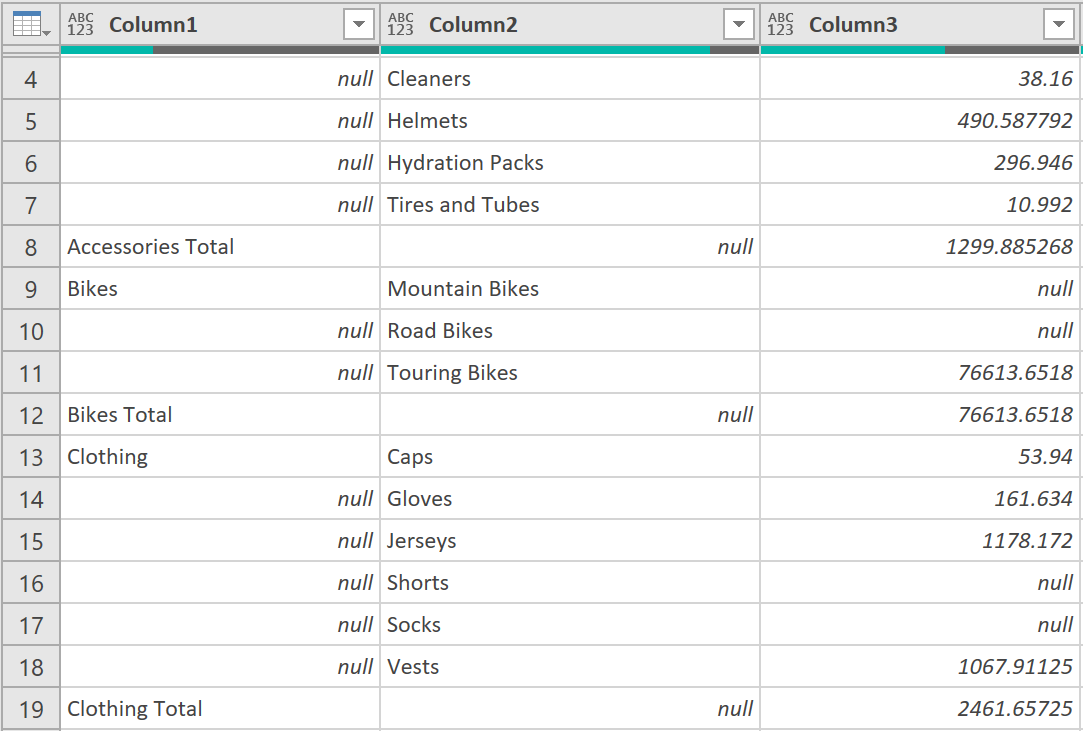 ABC 123 Column1 ABC 123 Column2 ABC 123 Column3
4 null Cleaners 38.16
5 null Helmets 490.587792
6 null Hydration Packs 296.946
7 null Tires and Tubes 10.992
8 Accessories Total null 1299.885268
9 Bikes Mountain Bikes null
10 null Road Bikes null
11 null Touring Bikes 76613.6518
12 Bikes Total null 76613.6518
13 Clothing Caps 53.94
14 null Gloves 161.634
15 null Jerseys 1178.172
16 null Shorts null
17 null Socks null
18 null Vests 1067.91125
19 Clothing Total null 2461.65725